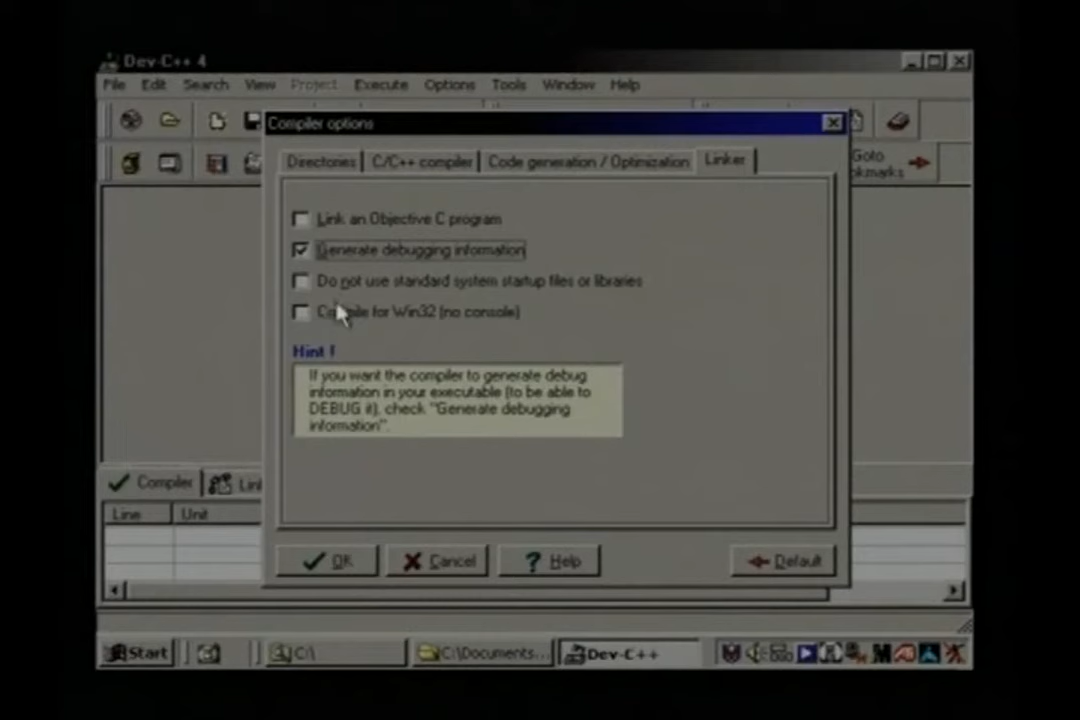 Dev-C++ 4
File Edit Search View Project Execute Options Tools Window Help
Compiler options
Directories C/C++ compiler Code generation / Optimization Linker
Goto
Link an Objective C program
Generate debugging information
Do not use standard system startup files or libraries
for Win32 (no console)
Hint !
If you want the compiler to generate debug
information in your executable (to be able to
DEBUG it), check "Generate debugging
information".
Compiler
Line Unit
OK Cancel Help Default
Start C:\ C:\Documents... Dev-C++